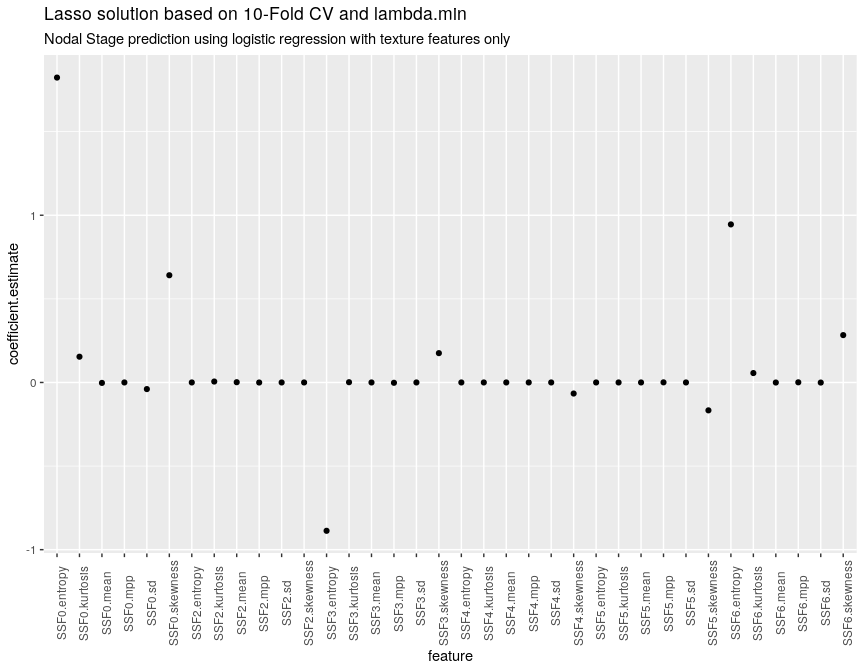 Lasso solution based on 10-Fold CV and lambda.min
Nodal Stage prediction using logistic regression with texture features only
coefficient.estimate
1
0
-1
SSF0.entropy
SSF0.kurtosis
SSF0.mean
SSF0.mpp
SSF0.sd
SSF0.skewness
SSF2.entropy
SSF2.kurtosis
SSF2.mean
SSF2.mpp
SSF2.sd
SSF2.skewness
SSF3.entropy
SSF3.kurtosis
SSF3.mean
SSF3.mpp
SSF3.sd
SSF3.skewness
SSF4.entropy
SSF4.kurtosis
SSF4.mean
SSF4.mpp
SSF4.sd
SSF4.skewness
SSF5.entropy
SSF5.kurtosis
SSF5.mean
SSF5.mpp
SSF5.sd
SSF5.skewness
SSF6.entropy
SSF6.kurtosis
SSF6.mean
SSF6.mpp
SSF6.sd
SSF6.skewness
feature